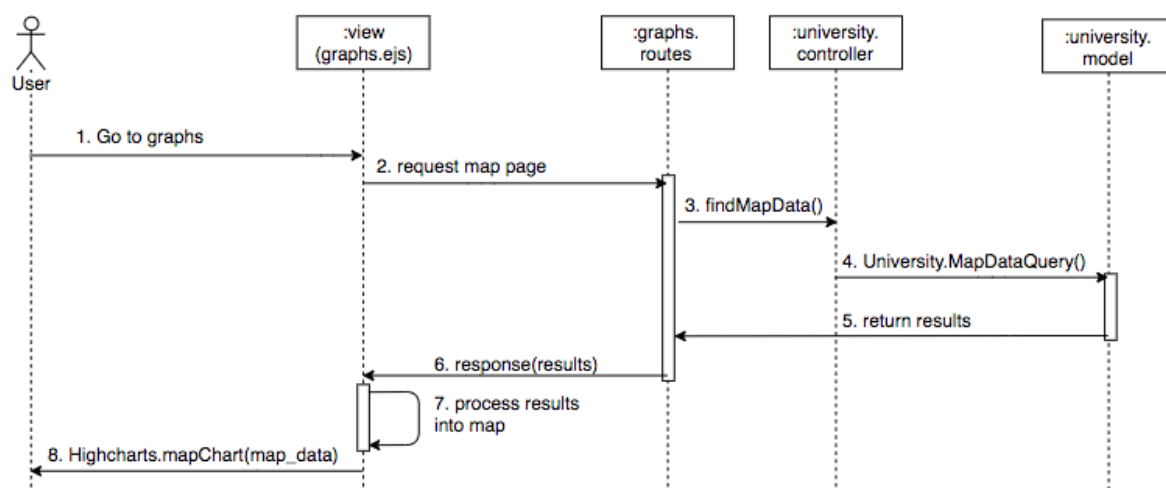 :view
(graphs.ejs)
:graphs.
routes
:university.
controller
:university.
model
User
1. Go to graphs
2. request map page
3. findMapData()
4. University.MapDataQuery()
5. return results
6. response(results)
7. process results
into map
8. Highcharts.mapChart(map_data)